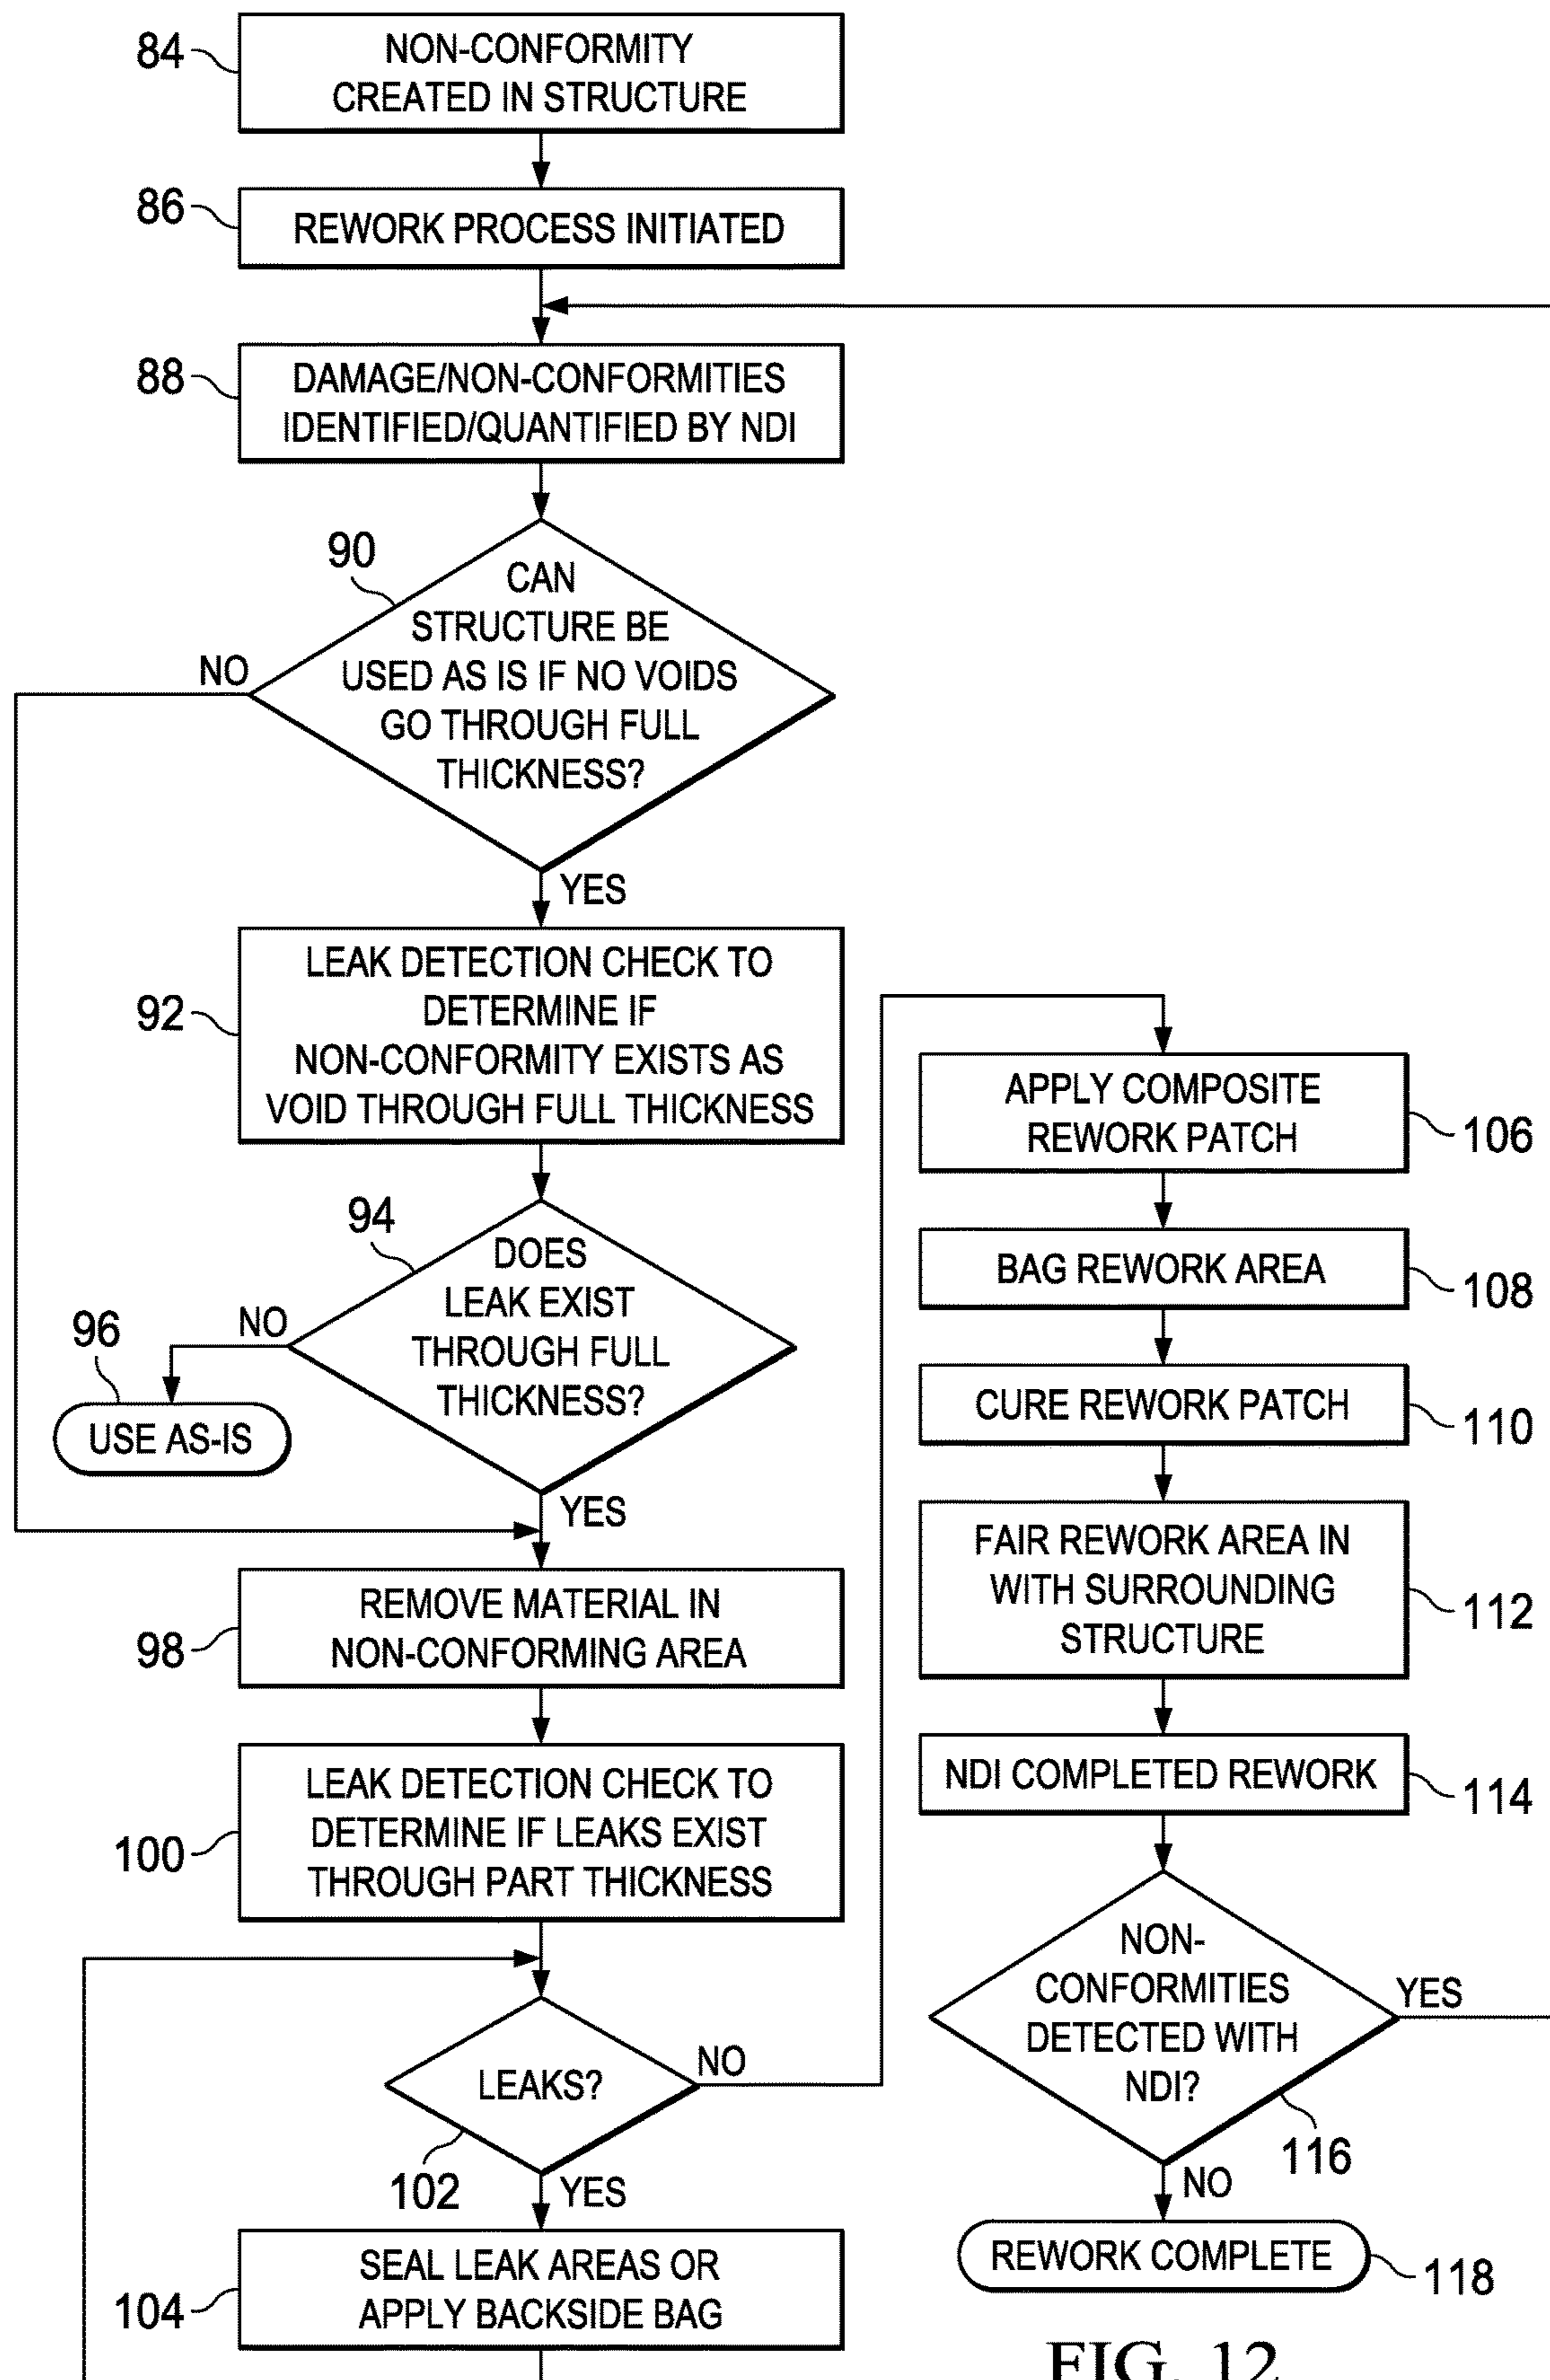 84
NON-CONFORMITY
CREATED IN STRUCTURE
86
REWORK PROCESS INITIATED
88
DAMAGE/NON-CONFORMITIES
IDENTIFIED/QUANTIFIED BY NDI
90
CAN
STRUCTURE BE
USED AS IS IF NO VOIDS
GO THROUGH FULL
THICKNESS?
NO
YES
92
LEAK DETECTION CHECK TO
DETERMINE IF
NON-CONFORMITY EXISTS AS
VOID THROUGH FULL THICKNESS
94
DOES
LEAK EXIST
THROUGH FULL
THICKNESS?
NO
96
USE AS-IS
YES
98
REMOVE MATERIAL IN
NON-CONFORMING AREA
100
LEAK DETECTION CHECK TO
DETERMINE IF LEAKS EXIST
THROUGH PART THICKNESS
LEAKS?
NO
102
YES
104
SEAL LEAK AREAS OR
APPLY BACKSIDE BAG
APPLY COMPOSITE
REWORK PATCH
106
BAG REWORK AREA
108
CURE REWORK PATCH
110
FAIR REWORK AREA IN
WITH SURROUNDING
STRUCTURE
112
NDI COMPLETED REWORK
114
NON-
CONFORMITIES
DETECTED WITH
NDI?
YES
116
NO
REWORK COMPLETE
118
FIG. 12